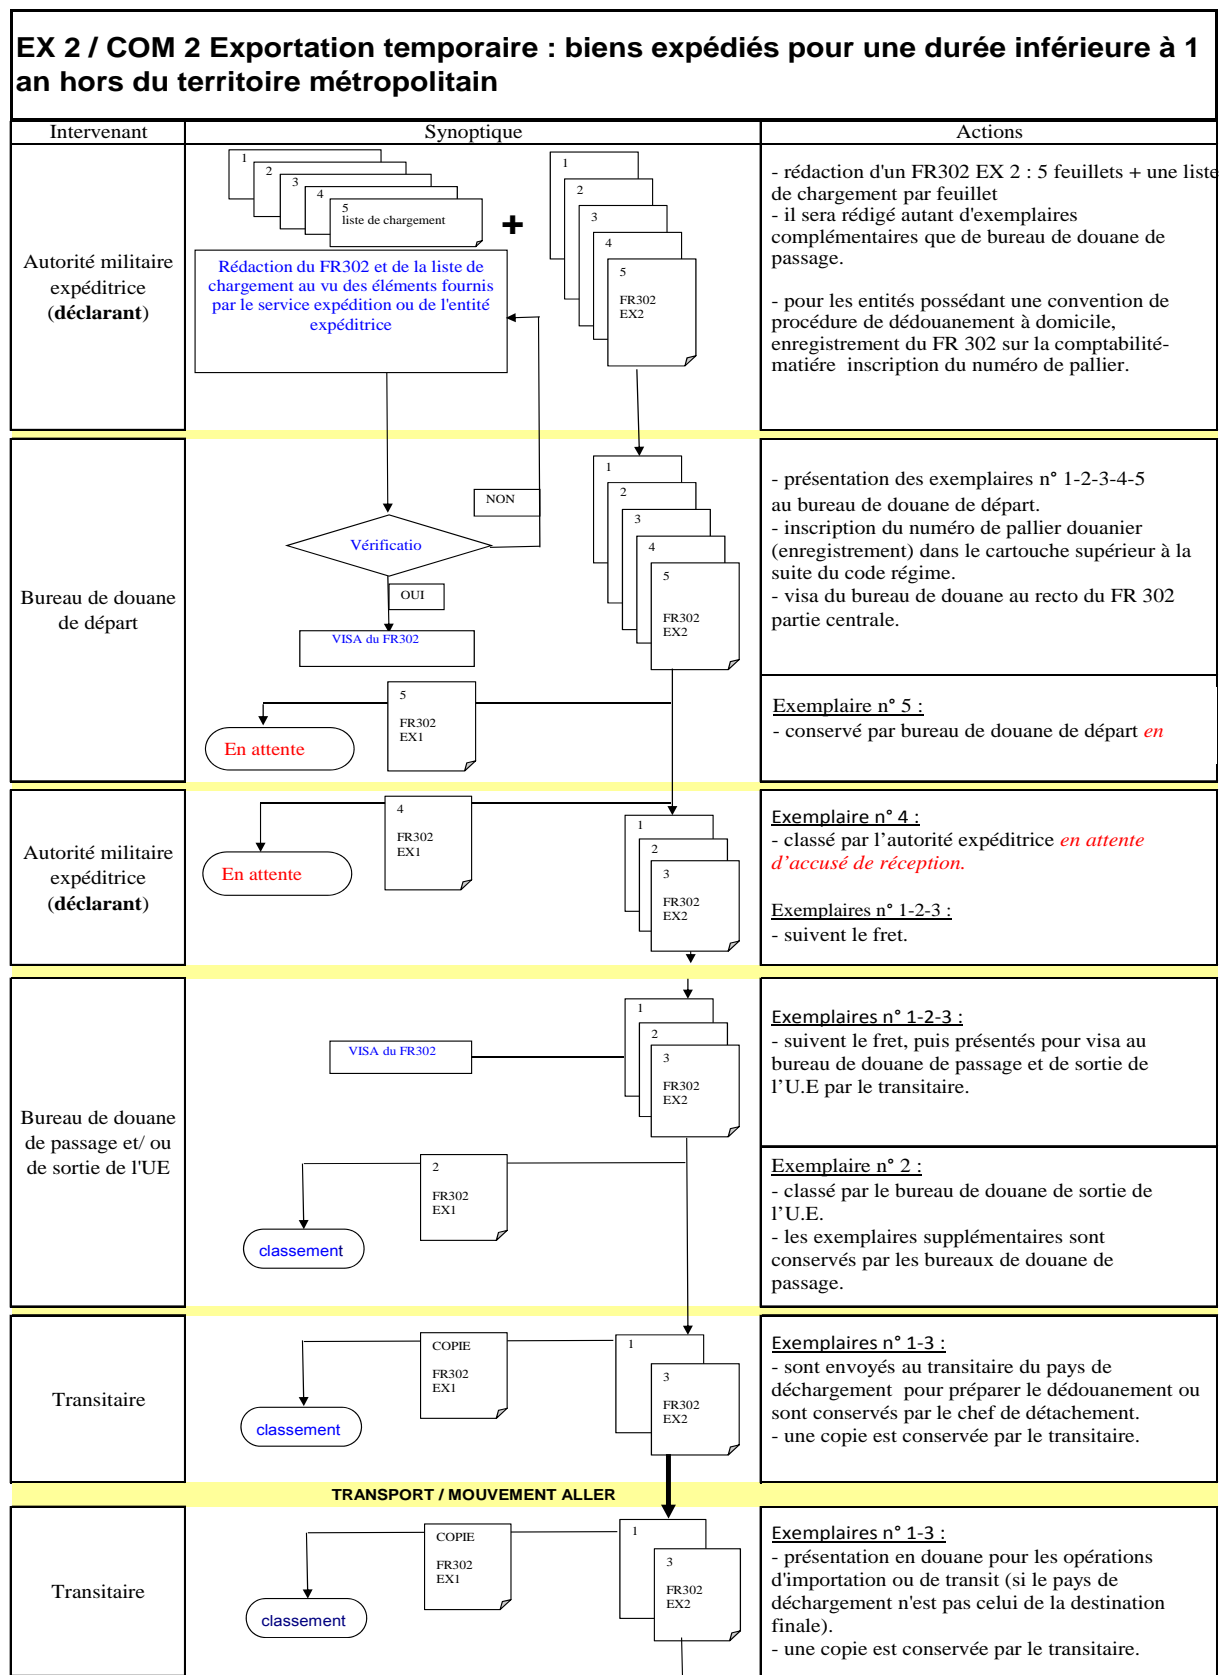 EX 2 / COM 2 Exportation temporaire : biens expédiés pour une durée inférieure à 1
an hors du territoire métropolitain
Intervenant
Synoptique
Actions
Autorité militaire
expéditrice
(déclarant)
1
2
3
4
5
liste de chargement
+
1
2
3
4
5
FR302
EX2
Rédaction du FR302 et de la liste de
chargement au vu des éléments fournis
par le service expédition ou de l'entité
expéditrice
- rédaction d'un FR302 EX 2 : 5 feuillets + une liste
de chargement par feuillet
- il sera rédigé autant d'exemplaires
complémentaires que de bureau de douane de
passage.
- pour les entités possédant une convention de
procédure de dédouanement à domicile,
enregistrement du FR 302 sur la comptabilité-
matiére  inscription du numéro de pallier.
Bureau de douane
de départ
NON
Vérificatio
OUI
VISA du FR302
1
2
3
4
5
FR302
EX2
5
FR302
EX1
En attente
- présentation des exemplaires n° 1-2-3-4-5
au bureau de douane de départ.
- inscription du numéro de pallier douanier
(enregistrement) dans le cartouche supérieur à la
suite du code régime.
- visa du bureau de douane au recto du FR 302
partie centrale.
Exemplaire n° 5 :
- conservé par bureau de douane de départ en
Autorité militaire
expéditrice
(déclarant)
4
FR302
EX1
En attente
1
2
3
FR302
EX2
Exemplaire n° 4 :
- classé par l’autorité expéditrice en attente
d’accusé de réception.
Exemplaires n° 1-2-3 :
- suivent le fret.
Bureau de douane
de passage et/ ou
de sortie de l'UE
VISA du FR302
1
2
3
FR302
EX2
2
FR302
EX1
classement
Exemplaires n° 1-2-3 :
- suivent le fret, puis présentés pour visa au
bureau de douane de passage et de sortie de
l’U.E par le transitaire.
Exemplaire n° 2 :
- classé par le bureau de douane de sortie de
l’U.E.
- les exemplaires supplémentaires sont
conservés par les bureaux de douane de
passage.
Transitaire
COPIE
FR302
EX1
classement
1
3
FR302
EX2
Exemplaires n° 1-3 :
- sont envoyés au transitaire du pays de
déchargement  pour préparer le dédouanement ou
sont conservés par le chef de détachement.
- une copie est conservée par le transitaire.
TRANSPORT / MOUVEMENT ALLER
Transitaire
COPIE
FR302
EX1
classement
1
3
FR302
EX2
Exemplaires n° 1-3 :
- présentation en douane pour les opérations
d'importation ou de transit (si le pays de
déchargement n'est pas celui de la destination
finale).
- une copie est conservée par le transitaire.